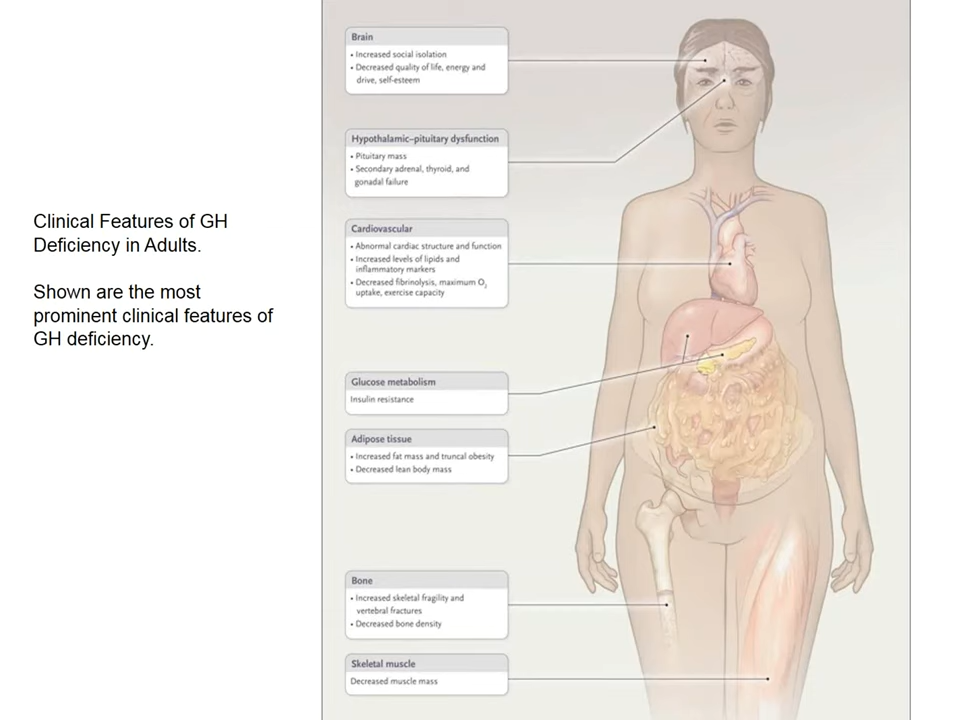 Clinical Features of GH
Deficiency in Adults.
Shown are the most
prominent clinical features of
GH deficiency.
Brain
• Increased social isolation
• Decreased quality of life, energy and
drive, self-esteem
Hypothalamic–pituitary dysfunction
• Pituitary mass
• Secondary adrenal, thyroid, and
gonadal failure
Cardiovascular
• Abnormal cardiac structure and function
• Increased levels of lipids and
inflammatory markers
• Decreased fibrinolysis, maximum O₂
uptake, exercise capacity
Glucose metabolism
Insulin resistance
Adipose tissue
• Increased fat mass and truncal obesity
• Decreased lean body mass
Bone
• Increased skeletal fragility and
vertebral fractures
• Decreased bone density
Skeletal muscle
Decreased muscle mass